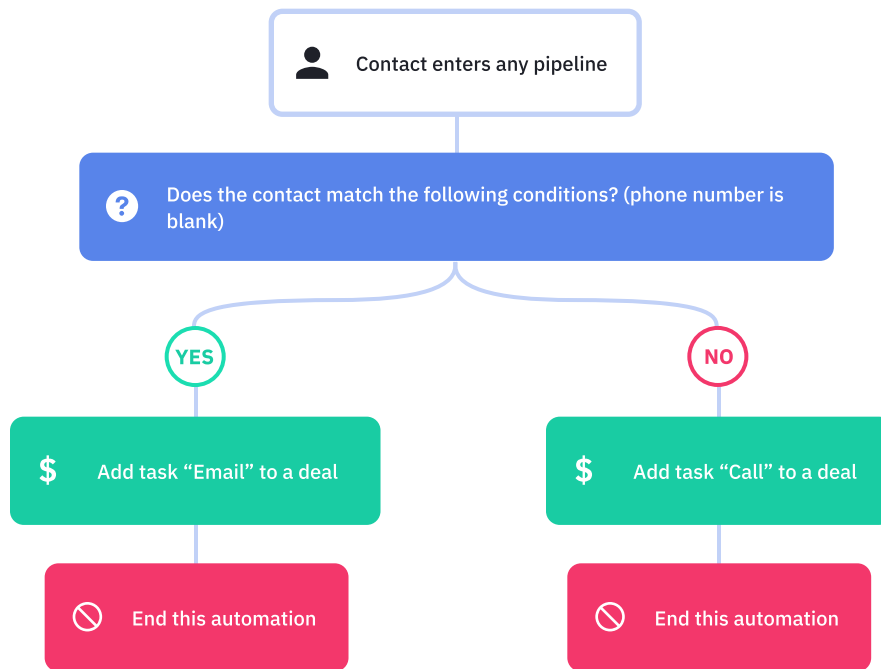 Contact enters any pipeline
Does the contact match the following conditions? (phone number is
blank)
YES
NO
$ Add task “Email” to a deal
$ Add task “Call” to a deal
End this automation
End this automation